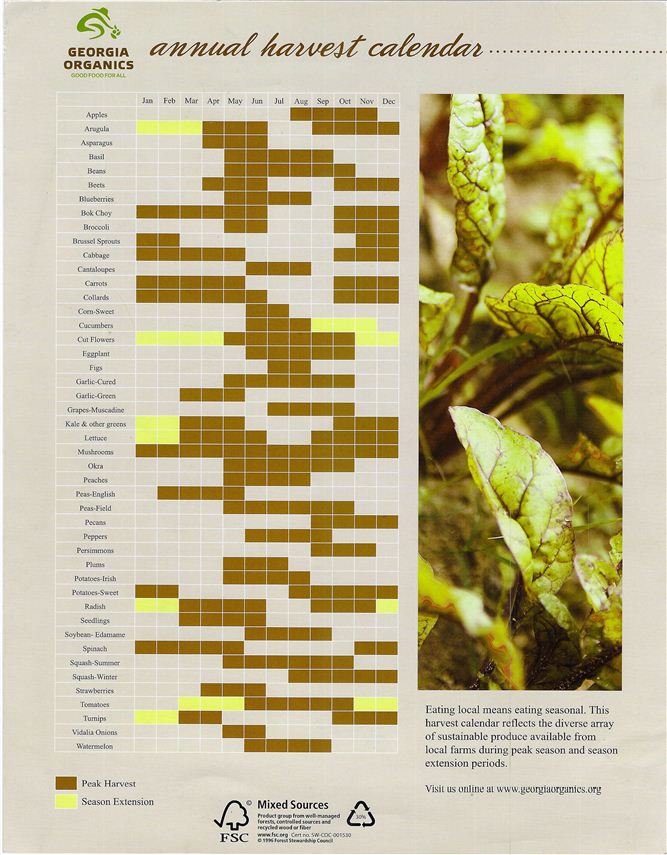 GEORGIA
ORGANICS
GOOD FOOD FOR ALL
annual harvest calendar
Jan Feb Mar Apr May Jun Jul Aug Sep Oct Nov Dec
Apples
Arugula
Asparagus
Basil
Beans
Beets
Blueberries
Bok Choy
Broccoli
Brussel Sprouts
Cabbage
Cantaloupes
Carrots
Collards
Corn-Sweet
Cucumbers
Cut Flowers
Eggplant
Figs
Garlic-Cured
Garlic-Green
Grapes-Muscadine
Kale & other greens
Lettuce
Mushrooms
Okra
Peaches
Peas-English
Peas-Field
Pecans
Peppers
Persimmons
Plums
Potatoes-Irish
Potatoes-Sweet
Radish
Seedlings
Soybean- Edamame
Spinach
Squash-Summer
Squash-Winter
Strawberries
Tomatoes
Turnips
Vidalia Onions
Watermelon
Peak Harvest
Season Extension
Eating local means eating seasonal. This
harvest calendar reflects the diverse array
of sustainable produce available from
local farms during peak season and season
extension periods.
Visit us online at www.georgiaorganics.org
FSC
Mixed Sources
Product group from well-managed
forests, controlled sources and
recycled wood or fiber
www.fsc.org Cert no. SW-COC-001530
© 1996 Forest Stewardship Council
30%